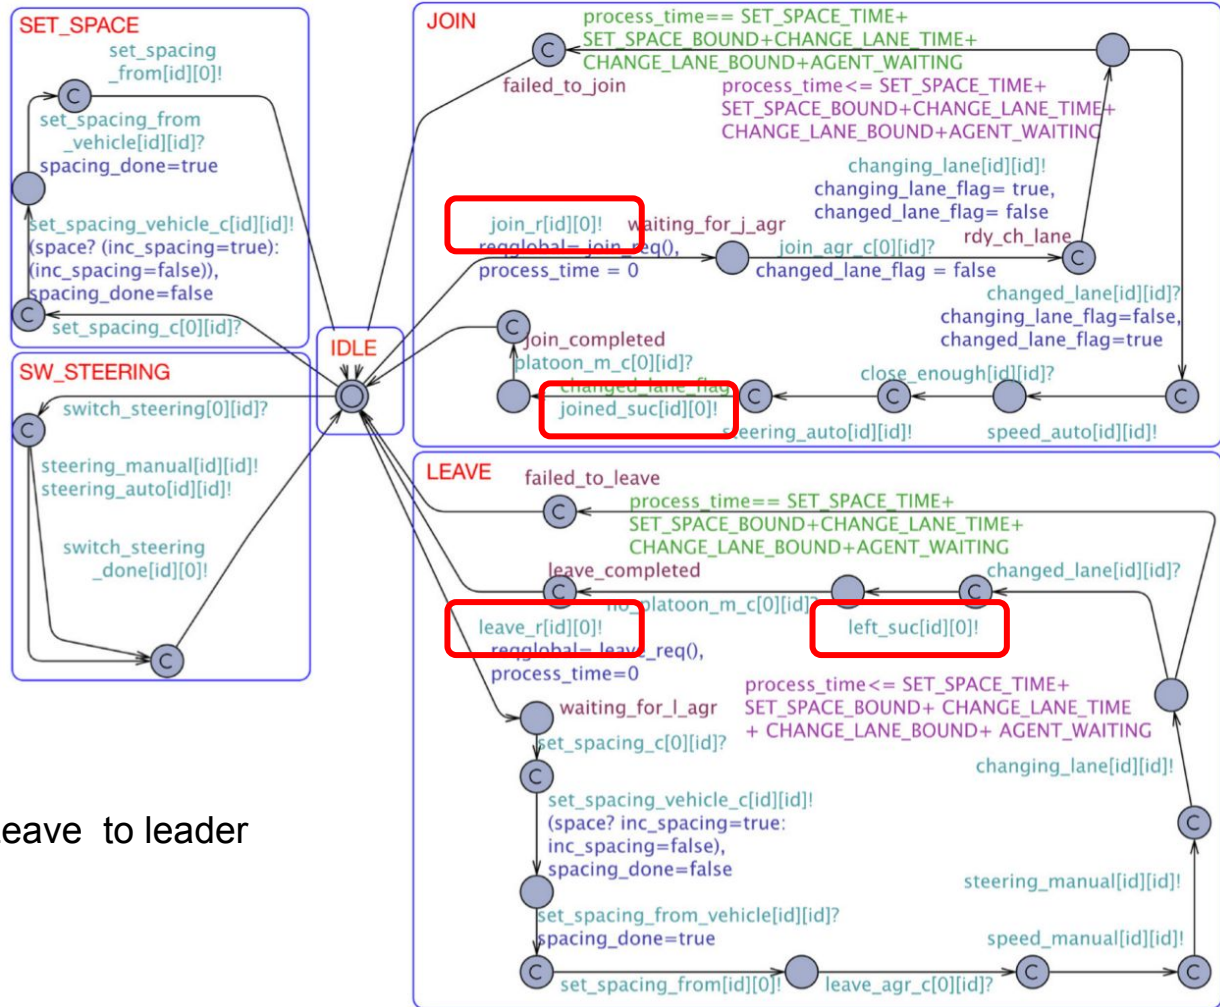 SET_SPACE
set_spacing
_from[id][0]!
C
set_spacing_from
_vehicle[id][id]?
spacing_done=true
set_spacing_vehicle_c[id][id]!
(space? (inc_spacing=true):
(inc_spacing=false)),
spacing_done=false
C
set_spacing_c[0][id]?
SW_STEERING
switch_steering[0][id]?
C
steering_manual[id][id]!
steering_auto[id][id]!
switch_steering
_done[id][0]!
C
IDLE
JOIN
process_time== SET_SPACE_TIME+
SET_SPACE_BOUND+CHANGE_LANE_TIME+
CHANGE_LANE_BOUND+AGENT_WAITING
C
failed_to_join
process_time<= SET_SPACE_TIME+
SET_SPACE_BOUND+CHANGE_LANE_TIME+
CHANGE_LANE_BOUND+AGENT_WAITING
changing_lane[id][id]!
changing_lane_flag= true,
changed_lane_flag= false
join_r[id][0]!
reqglobal= join_req(),
process_time = 0
waiting_for_j_agr
join_agr_c[0][id]?
changed_lane_flag = false
rdy_ch_lane
C
changed_lane[id][id]?
changing_lane_flag=false,
changed_lane_flag=true
C
join_completed
platoon_m_c[0][id]?
changed_lane_flag
joined_suc[id][0]!
C
steering_auto[id][id]!
C
close_enough[id][id]?
speed_auto[id][id]!
C
LEAVE
failed_to_leave
C
process_time== SET_SPACE_TIME+
SET_SPACE_BOUND+CHANGE_LANE_TIME+
CHANGE_LANE_BOUND+AGENT_WAITING
leave_completed
C
no_platoon_m_c[0][id]?
C
changed_lane[id][id]?
leave_r[id][0]!
reqglobal= leave_req(),
process_time=0
left_suc[id][0]!
waiting_for_l_agr
process_time<= SET_SPACE_TIME+
SET_SPACE_BOUND+ CHANGE_LANE_TIME
+ CHANGE_LANE_BOUND+ AGENT_WAITING
set_spacing_c[0][id]?
C
changing_lane[id][id]!
set_spacing_vehicle_c[id][id]!
(space? inc_spacing=true:
inc_spacing=false),
spacing_done=false
C
steering_manual[id][id]!
set_spacing_from_vehicle[id][id]?
spacing_done=true
speed_manual[id][id]!
C
set_spacing_from[id][0]!
leave_agr_c[0][id]?
C
C
to leader